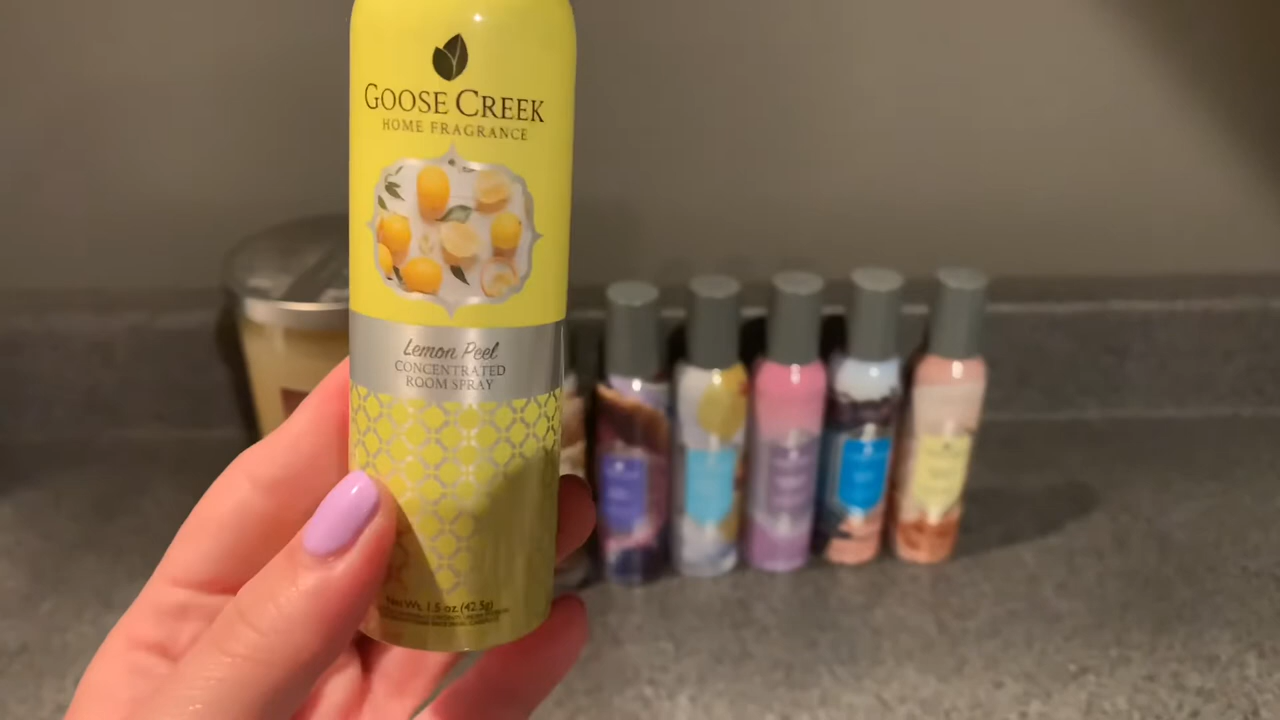 GOOSE CREEK
HOME FRAGRANCE
Lemon Peel
CONCENTRATED
ROOM SPRAY
Net Wt. 1.5 oz. (42.5g)